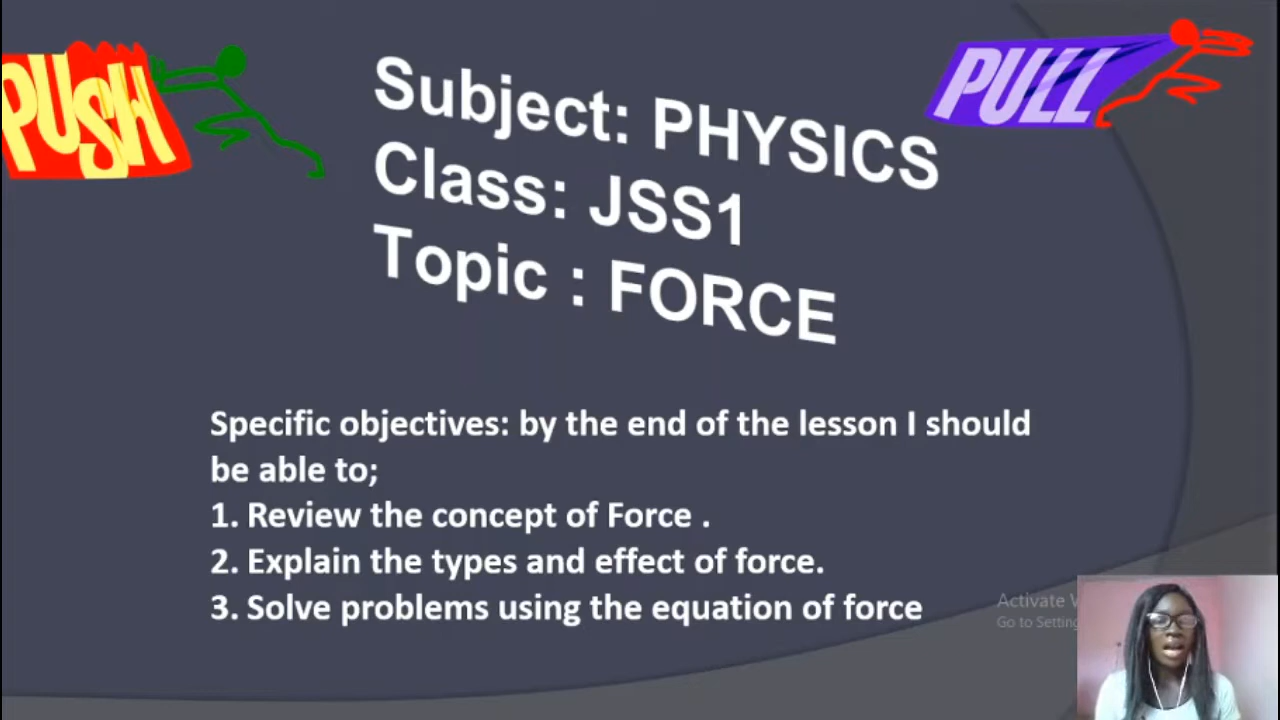 PUSH
PULL
Subject: PHYSICS
Class: JSS1
Topic : FORCE
Specific objectives: by the end of the lesson I should
be able to;
1. Review the concept of Force .
2. Explain the types and effect of force.
3. Solve problems using the equation of force
Activate
Go to Setting